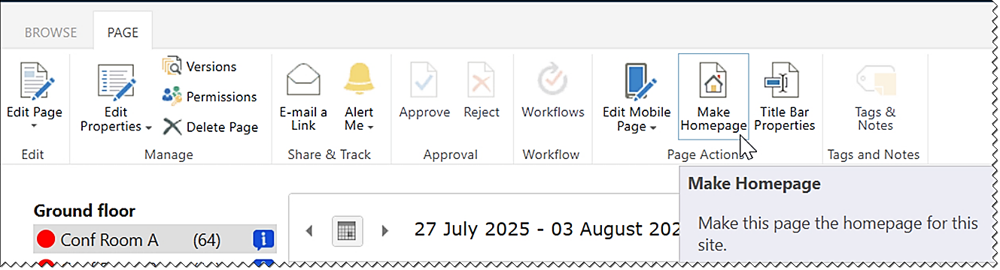 BROWSE
PAGE
Edit Page
Edit
Edit
Properties
Versions
Permissions
Delete Page
Manage
E-mail a
Link
Alert
Me
Share & Track
Approve
Reject
Approval
Workflows
Workflow
Edit Mobile
Page
Make
Homepage
Title Bar
Properties
Page Action
Tags &
Notes
Tags and Notes
Make Homepage
Make this page the homepage for this
site.
Ground floor
Conf Room A (64)
27 July 2025 - 03 August 202